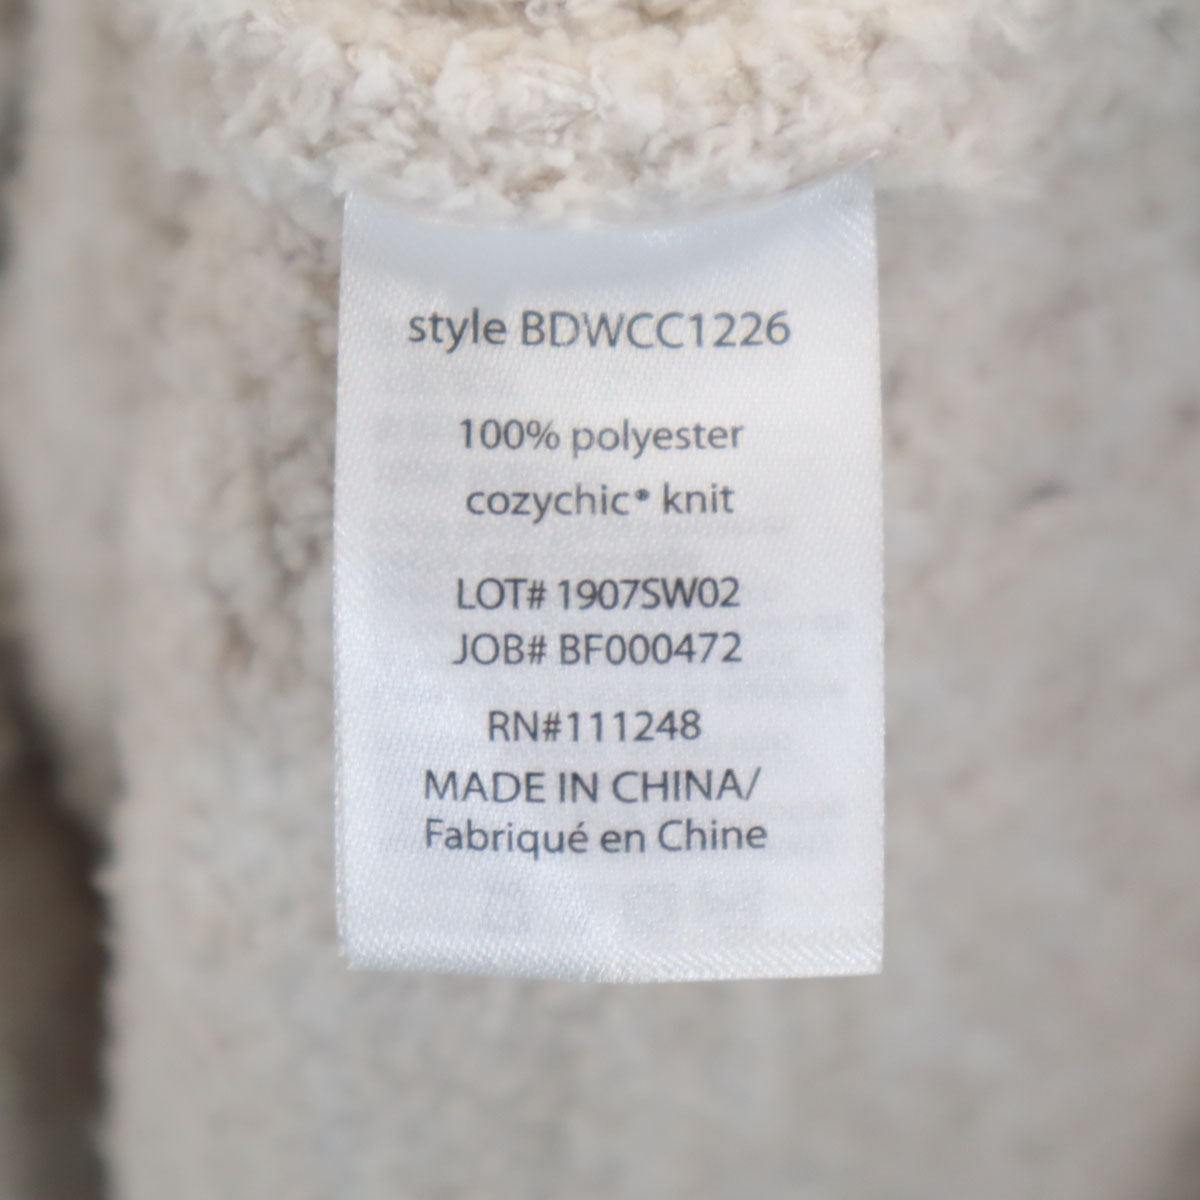 style BDWCC1226
100% polyester
cozychic® knit
LOT# 1907SW02
JOB# BF000472
RN#111248
MADE IN CHINA/
Fabriqué en Chine